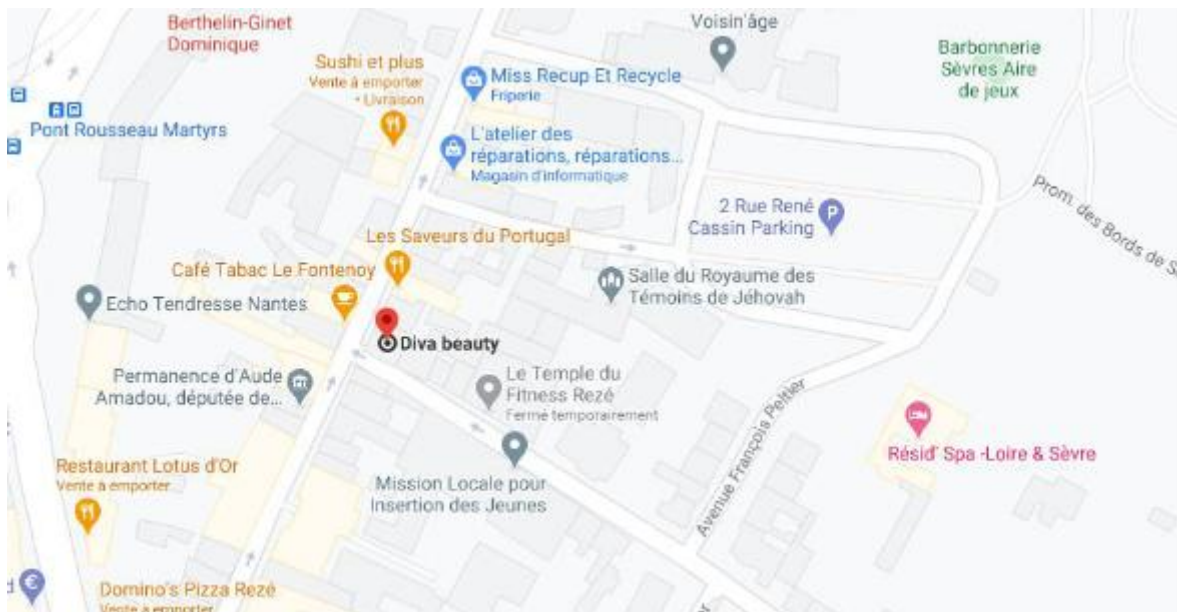 Berthelin-Ginet
Dominique
Voisin'âge
Sushi et plus
Vente à emporter
• Livraison
Miss Recup Et Recycle
Friperie
Barbonnerie
Sèvres Aire
de jeux
Pont Rousseau Martyrs
L'atelier des
réparations, réparations...
Magasin d'informatique
Prom. des Bords de
2 Rue René
Cassin Parking
Les Saveurs du Portugal
Café Tabac Le Fontenoy
Salle du Royaume des
Témoins de Jéhovah
Echo Tendresse Nantes
Diva beauty
Permanence d'Aude
Amadou, députée de...
Le Temple du
Fitness Rezé
Fermé temporairement
Avenue François Peltier
Résid' Spa -Loire & Sèvre
Restaurant Lotus d'Or
Vente à emporter
Mission Locale pour
Insertion des Jeunes
Domino's Pizza Rezé
Vente à emporter